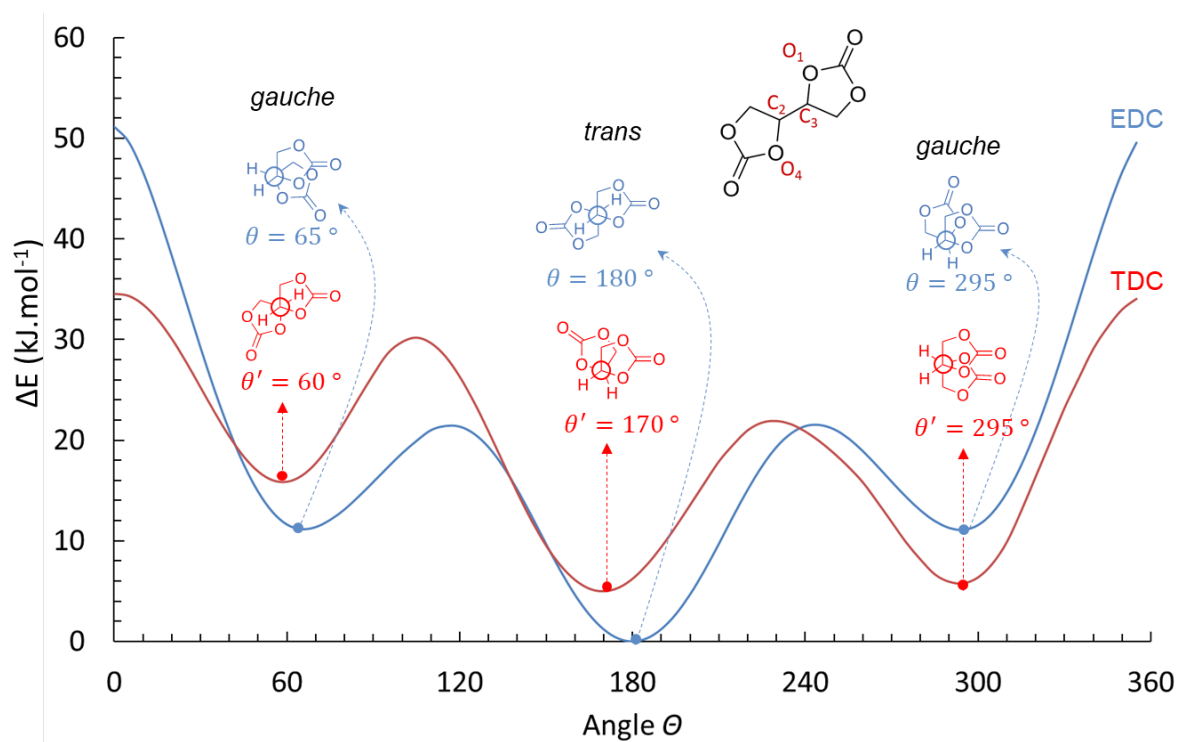 60
50
40
30
20
10
0
ΔE (kJ.mol⁻¹)
0
60
120
180
240
300
360
Angle Θ
gauche
H
H
O
O
O
O
O
O
θ = 65 °
O
H
H
O
O
O
O
O
θ′ = 60 °
trans
O
O
O
H
H
O
O
O
θ = 180 °
O
O
O
O
O
O
H
H
θ′ = 170 °
O₁
O
O
C₂
C₃
O
O
O₄
O
gauche
O
O
O
O
O
O
H
H
θ = 295 °
H
H
O
O
O
O
O
O
θ′ = 295 °
EDC
TDC